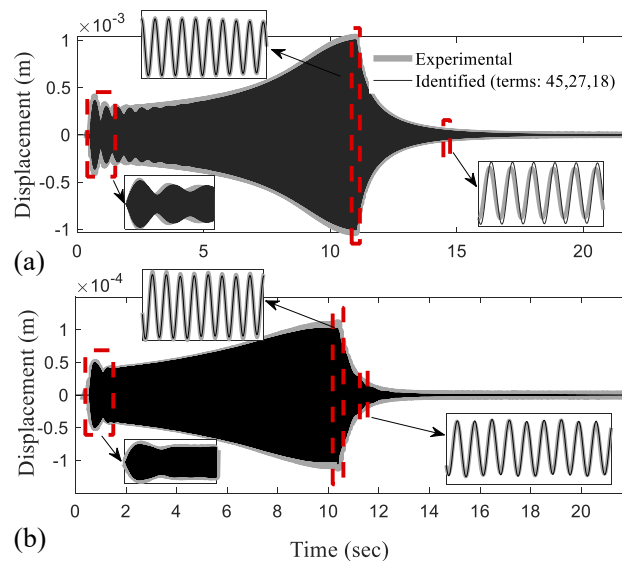 ×10⁻³
1
0.5
0
-0.5
-1
Displacement (m)
Experimental
Identified (terms: 45,27,18)
0 5 10 15 20
(a)
×10⁻⁴
1
0.5
0
-0.5
-1
Displacement (m)
0 2 4 6 8 10 12 14 16 18 20
(b)
Time (sec)